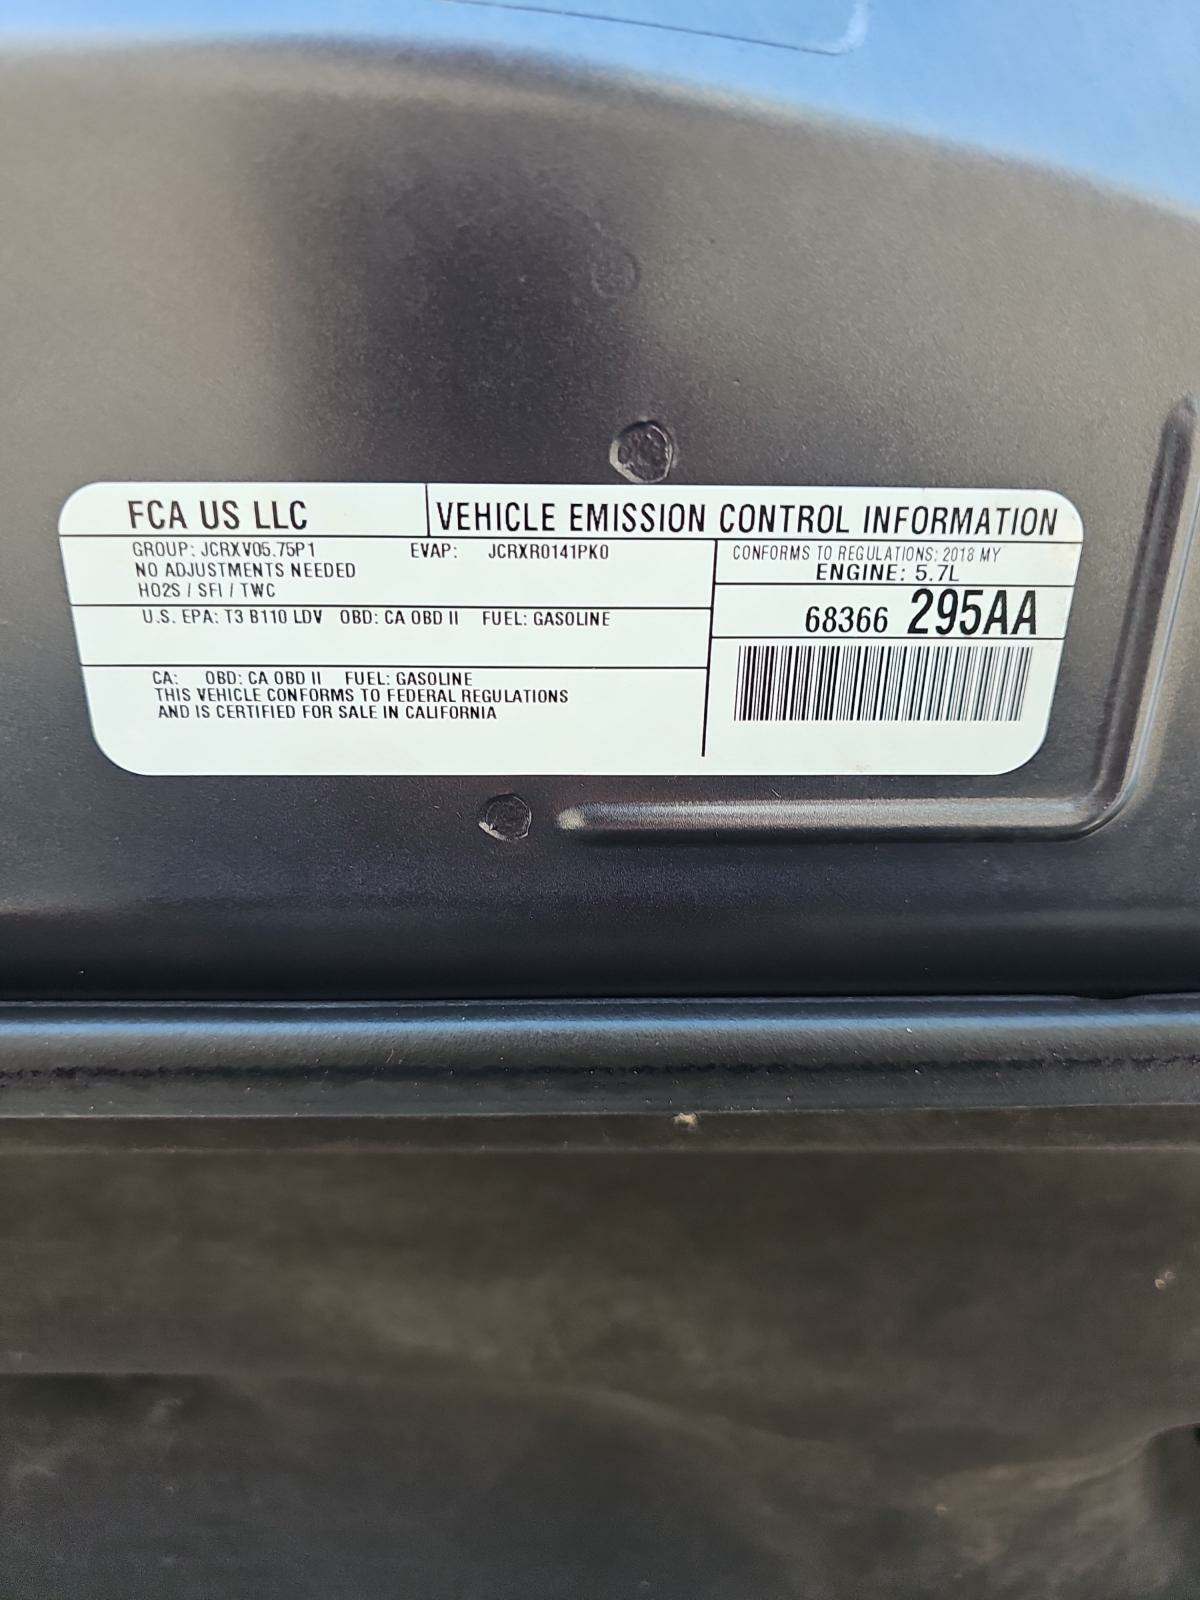 FCA US LLC
VEHICLE EMISSION CONTROL INFORMATION
GROUP: JCRXV05.75P1 EVAP: JCRXR0141PK0
NO ADJUSTMENTS NEEDED
HO2S / SFI / TWC
CONFORMS TO REGULATIONS: 2018 MY
ENGINE: 5.7L
68366 295AA
U.S. EPA: T3 B110 LDV OBD: CA OBD II FUEL: GASOLINE
CA: OBD: CA OBD II FUEL: GASOLINE
THIS VEHICLE CONFORMS TO FEDERAL REGULATIONS
AND IS CERTIFIED FOR SALE IN CALIFORNIA